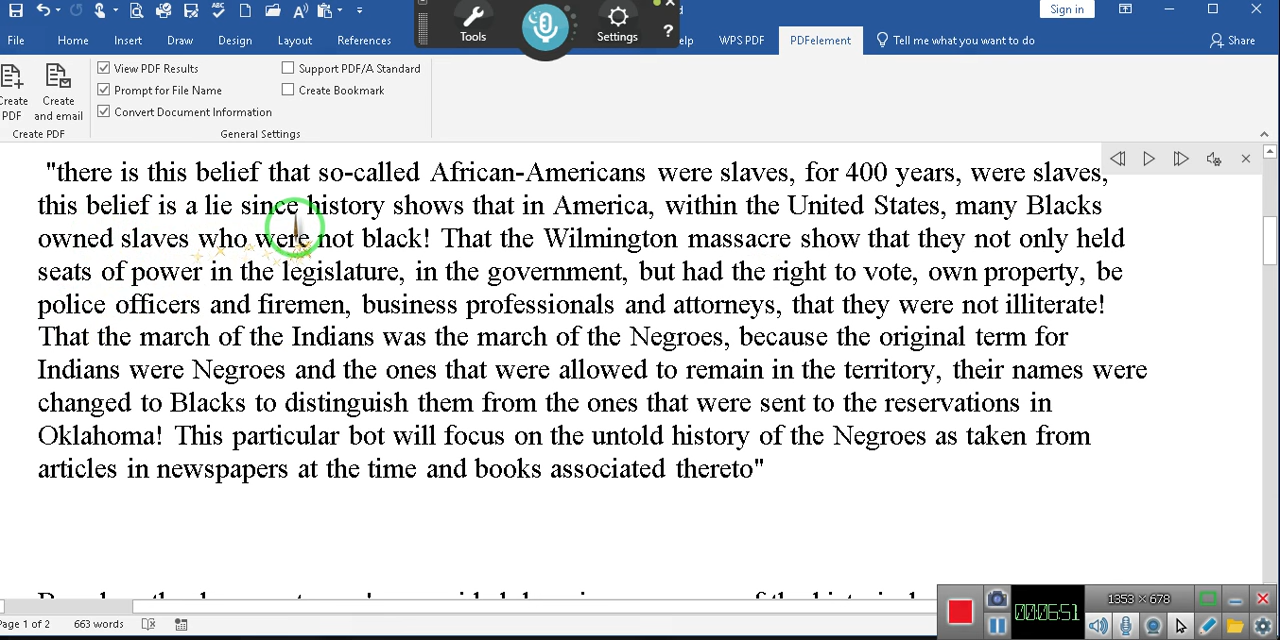 Sign in
File Home Insert Draw Design Layout References elp WPS PDF PDFelement Tell me what you want to do Share
Tools Settings ?
View PDF Results Support PDF/A Standard
Prompt for File Name Create Bookmark
Convert Document Information
Create PDF
Create and email
Create PDF General Settings
"there is this belief that so-called African-Americans were slaves, for 400 years, were slaves,
this belief is a lie since history shows that in America, within the United States, many Blacks
owned slaves who were not black! That the Wilmington massacre show that they not only held
seats of power in the legislature, in the government, but had the right to vote, own property, be
police officers and firemen, business professionals and attorneys, that they were not illiterate!
That the march of the Indians was the march of the Negroes, because the original term for
Indians were Negroes and the ones that were allowed to remain in the territory, their names were
changed to Blacks to distinguish them from the ones that were sent to the reservations in
Oklahoma! This particular bot will focus on the untold history of the Negroes as taken from
articles in newspapers at the time and books associated thereto"
Page 1 of 2 663 words
00:06:51 1353 × 678